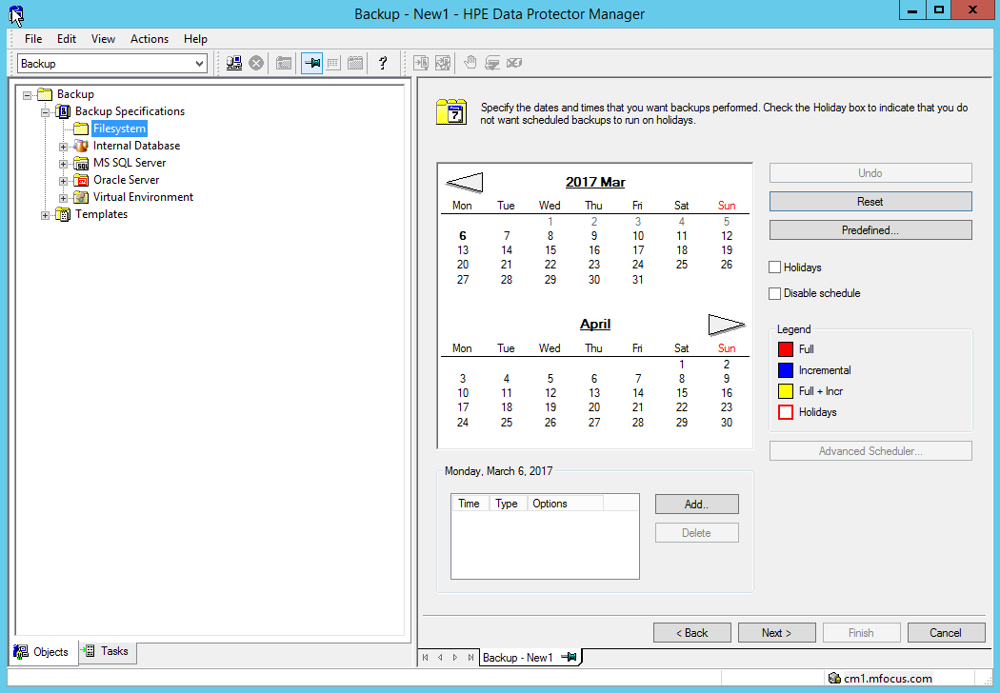 Backup - New1 - HPE Data Protector Manager
File Edit View Actions Help
Backup
?
Backup
Backup Specifications
Filesystem
Internal Database
MS SQL Server
Oracle Server
Virtual Environment
Templates
Objects Tasks
Specify the dates and times that you want backups performed. Check the Holiday box to indicate that you do
not want scheduled backups to run on holidays.
2017 Mar
Mon Tue Wed Thu Fri Sat Sun
1 2 3 4 5
6 7 8 9 10 11 12
13 14 15 16 17 18 19
20 21 22 23 24 25 26
27 28 29 30 31
April
Mon Tue Wed Thu Fri Sat Sun
1 2
3 4 5 6 7 8 9
10 11 12 13 14 15 16
17 18 19 20 21 22 23
24 25 26 27 28 29 30
Undo
Reset
Predefined...
Holidays
Disable schedule
Legend
Full
Incremental
Full + Incr
Holidays
Advanced Scheduler...
Monday, March 6, 2017
Time Type Options
Add..
Delete
< Back Next > Finish Cancel
Backup - New1
cm1.mfocus.com